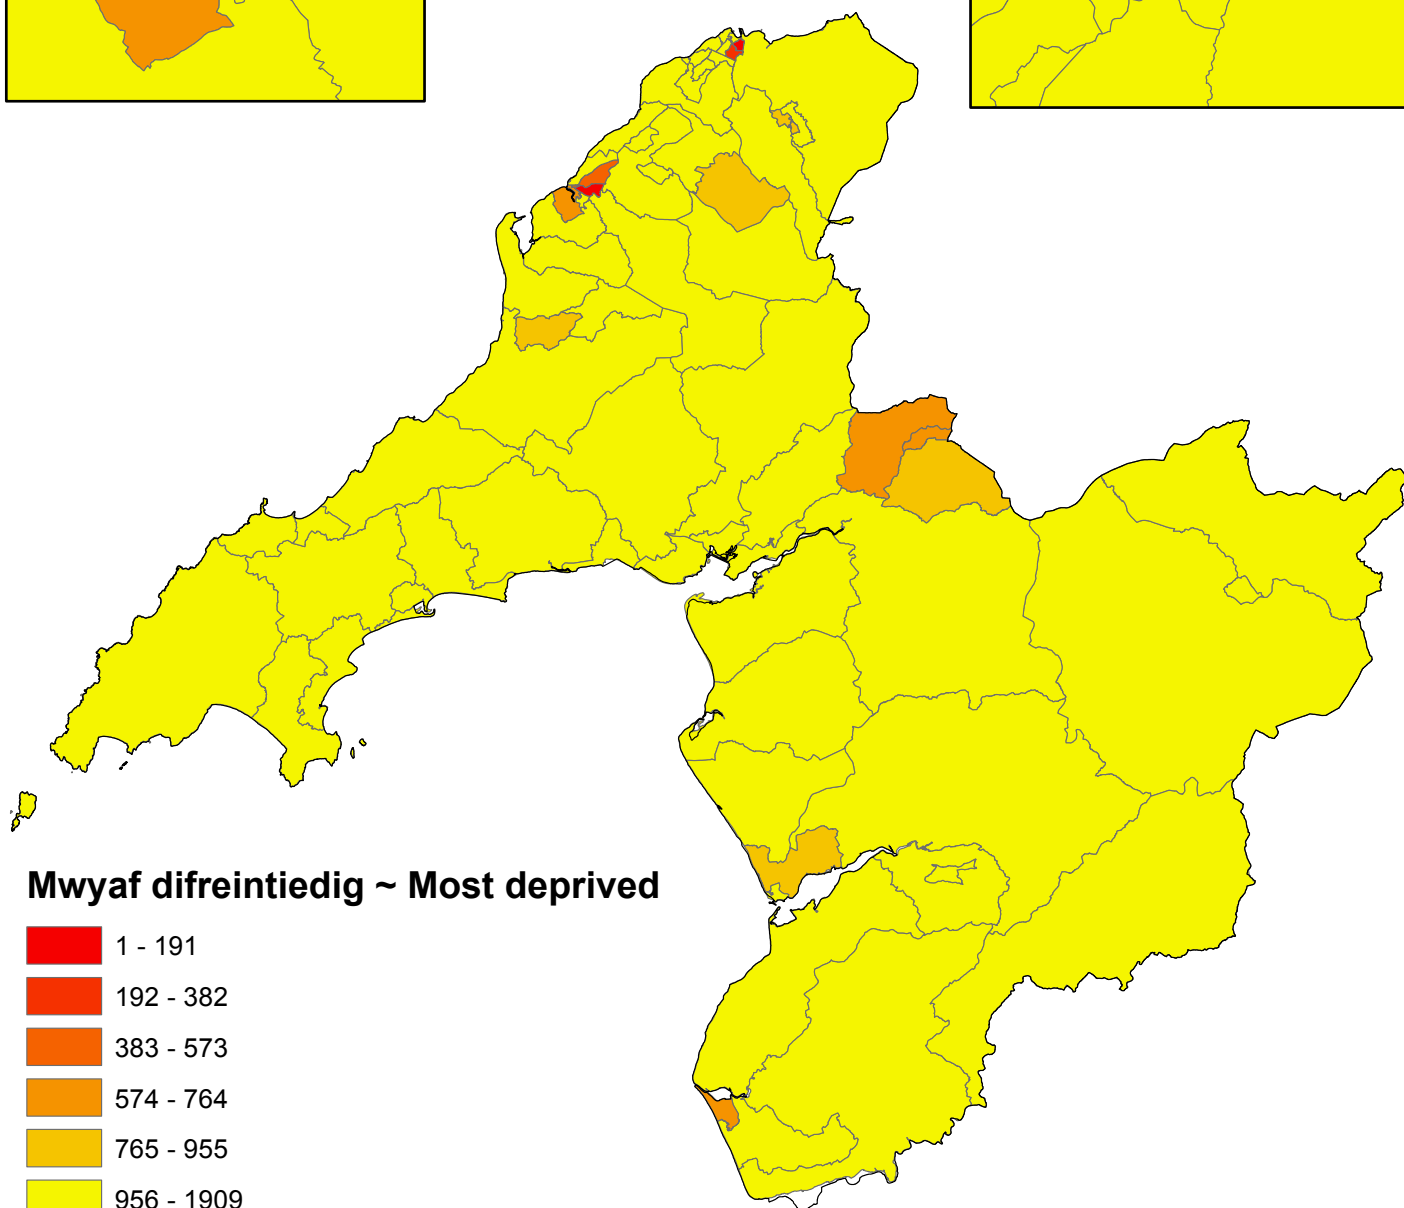 Mwyaf difreintiedig ~ Most deprived
1 - 191
192 - 382
383 - 573
574 - 764
765 - 955
956 - 1909